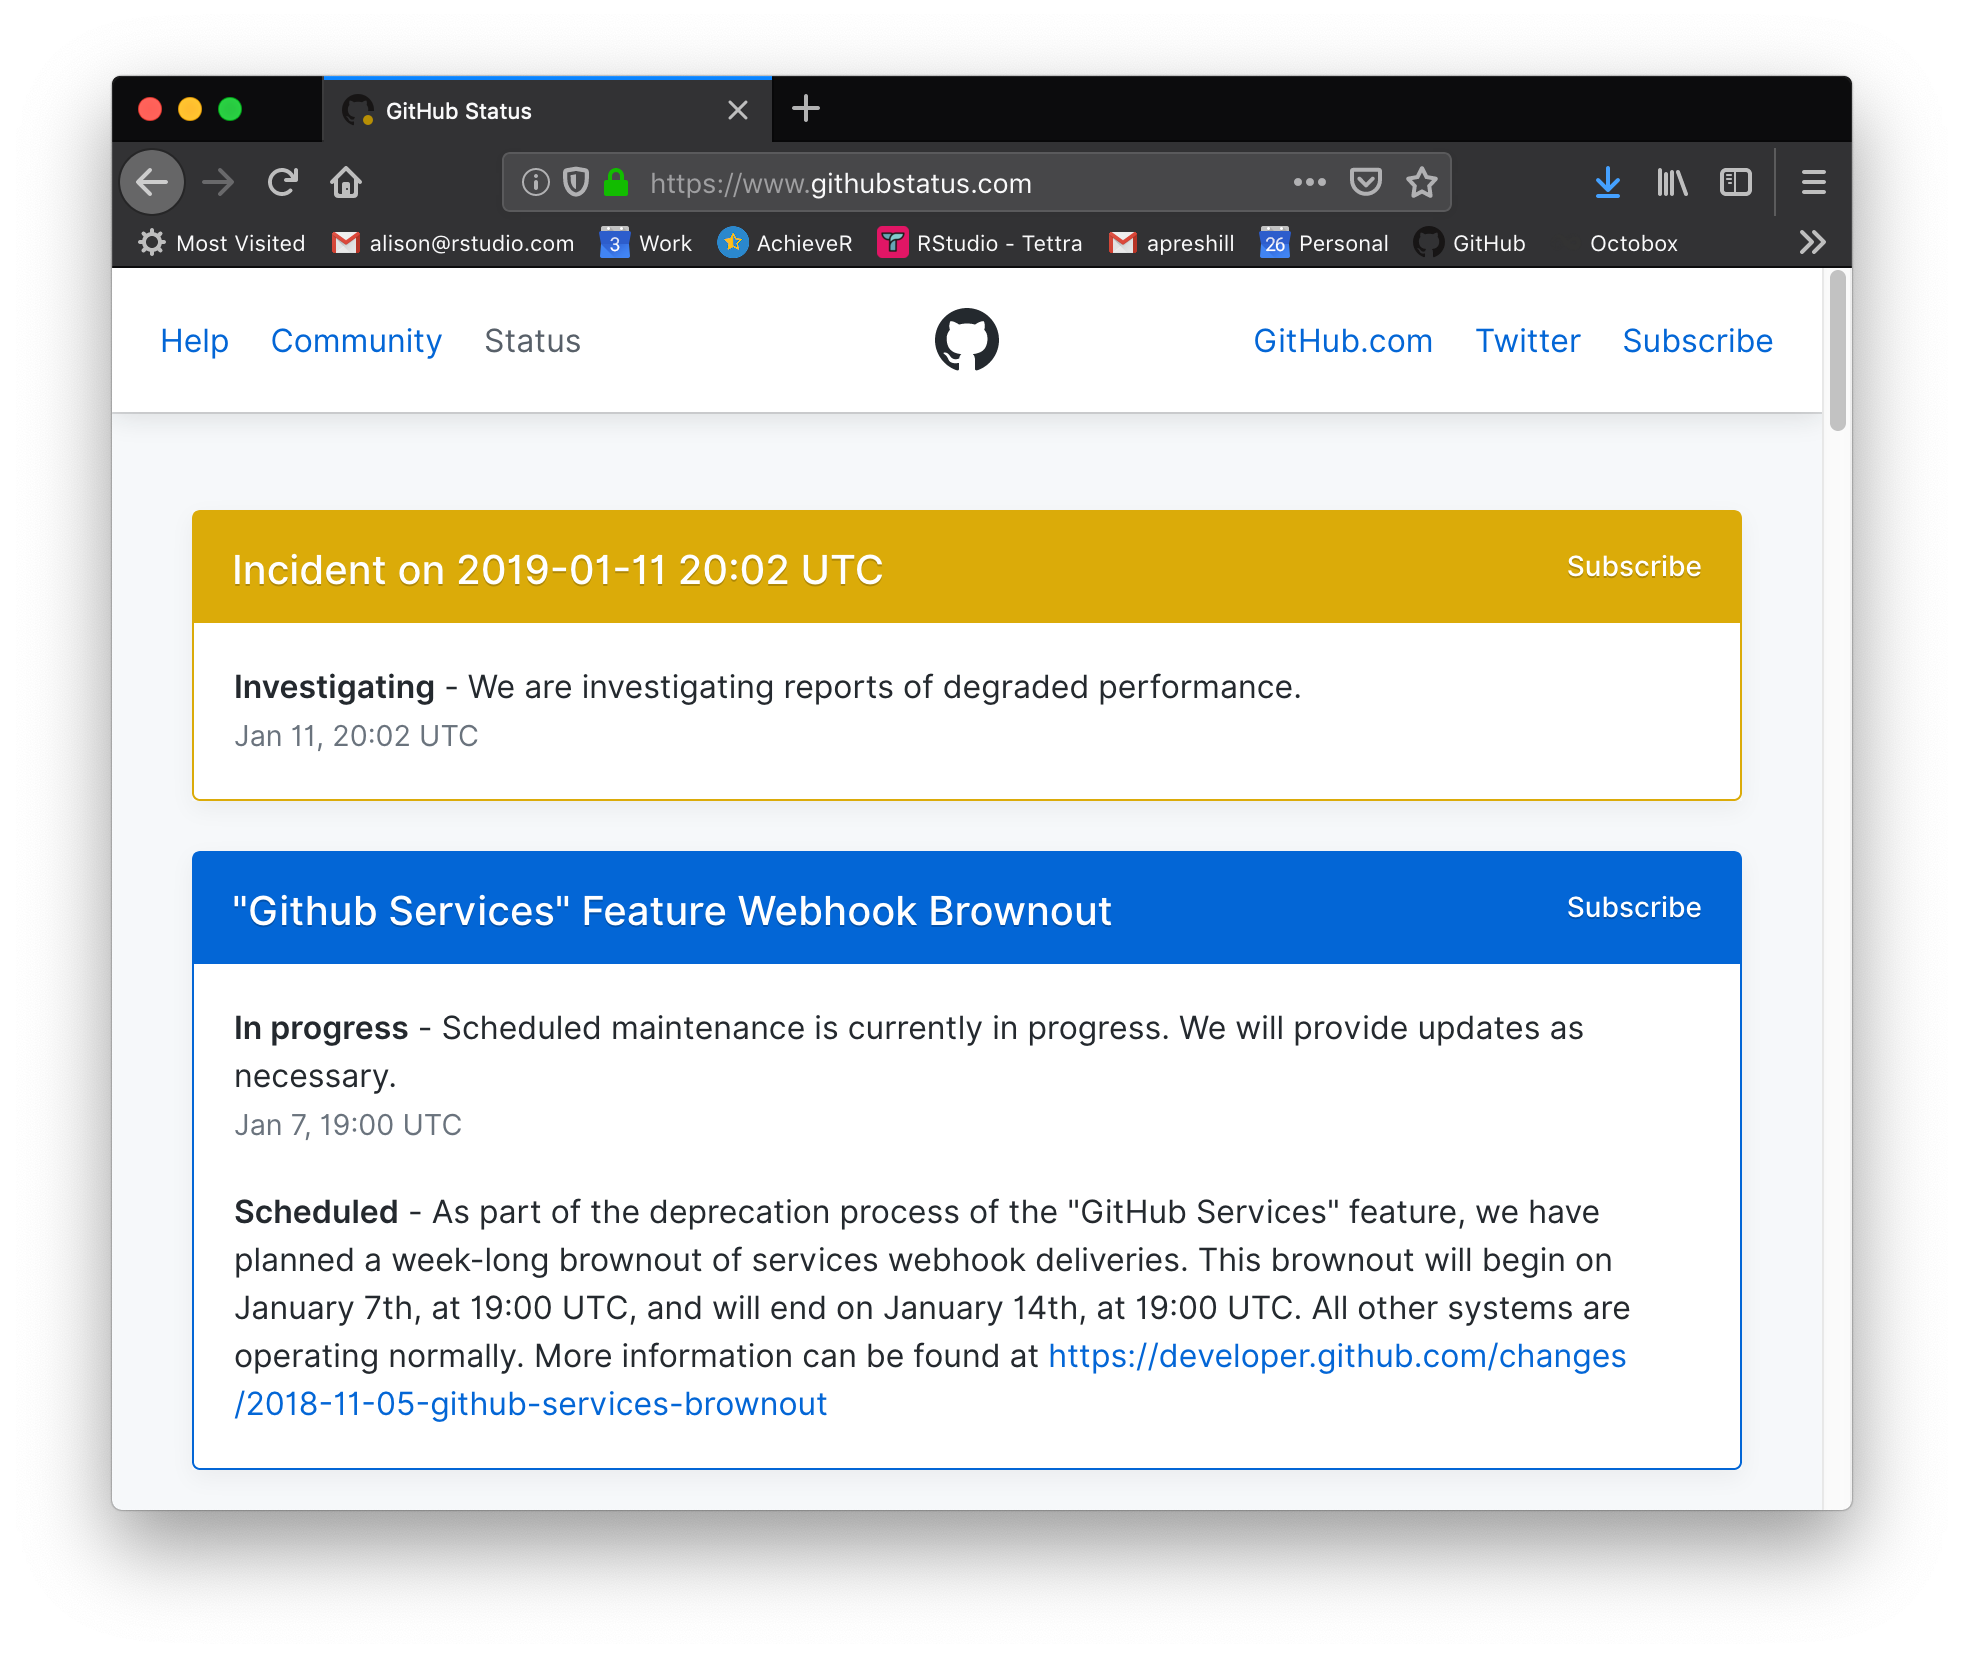 GitHub Status
https://www.githubstatus.com
Most Visited alison@rstudio.com 3 Work AchieveR RStudio - Tettra apreshill 26 Personal GitHub Octobox
Help Community Status GitHub.com Twitter Subscribe
Incident on 2019-01-11 20:02 UTC Subscribe
Investigating - We are investigating reports of degraded performance.
Jan 11, 20:02 UTC
"Github Services" Feature Webhook Brownout Subscribe
In progress - Scheduled maintenance is currently in progress. We will provide updates as
necessary.
Jan 7, 19:00 UTC
Scheduled - As part of the deprecation process of the "GitHub Services" feature, we have
planned a week-long brownout of services webhook deliveries. This brownout will begin on
January 7th, at 19:00 UTC, and will end on January 14th, at 19:00 UTC. All other systems are
operating normally. More information can be found at https://developer.github.com/changes
/2018-11-05-github-services-brownout